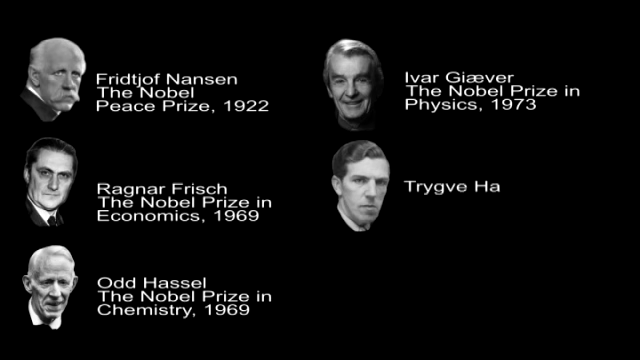 Fridtjof Nansen
The Nobel
Peace Prize, 1922
Ragnar Frisch
The Nobel Prize in
Economics, 1969
Odd Hassel
The Nobel Prize in
Chemistry, 1969
Ivar Giæver
The Nobel Prize in
Physics, 1973
Trygve Ha